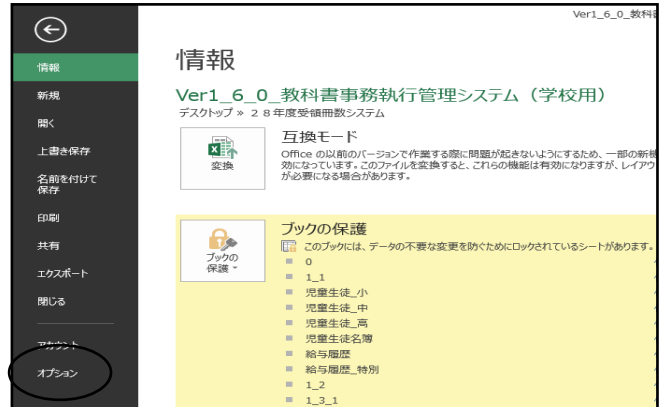 Ver1_6_0_教科
情報
新規
開く
上書き保存
名前を付けて
保存
印刷
共有
エクスポート
閉じる
アカウント
オプション
情報
Ver1_6_0_教科書事務執行管理システム（学校用）
デスクトップ » 28年度受領冊数システム
変換
互換モード
Office の以前のバージョンで作業する際に問題が起きないようにするため、一部の新機
効になっています。このファイルを変換すると、これらの機能は有効になりますが、レイアウ
が必要になる場合があります。
ブックの
保護
ブックの保護
このブックには、データの不要な変更を防ぐためにロックされているシートがあります。
0
1_1
児童生徒_小
児童生徒_中
児童生徒_高
児童生徒名簿
給与履歴
給与履歴_特別
1_2
1_3_1